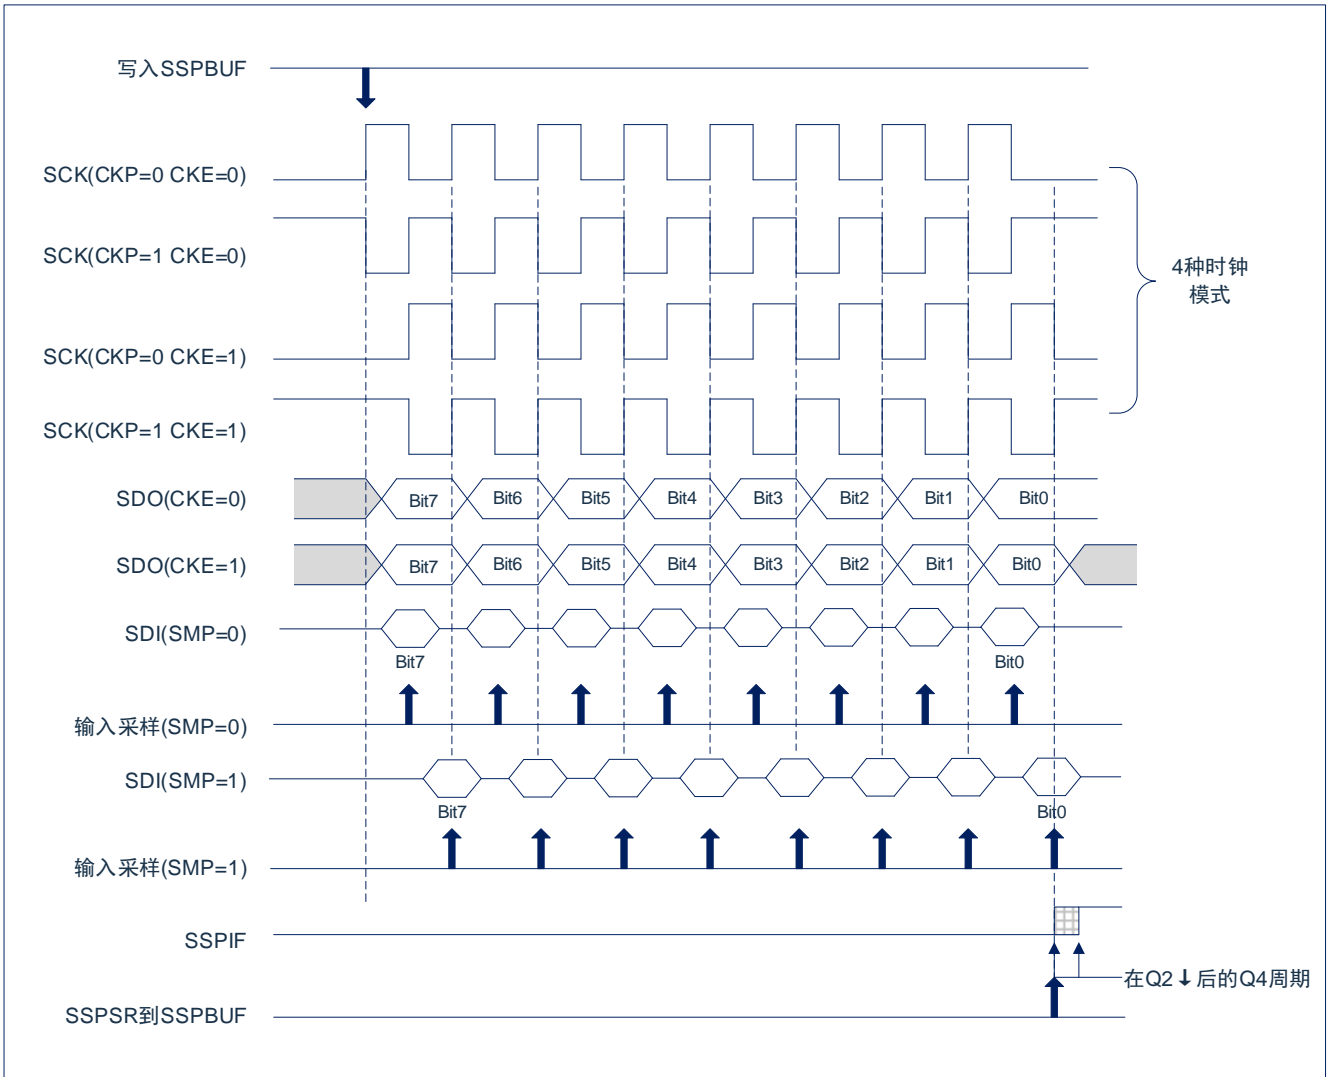 写入SSPBUF
SCK(CKP=0 CKE=0)
SCK(CKP=1 CKE=0)
4种时钟
模式
SCK(CKP=0 CKE=1)
SCK(CKP=1 CKE=1)
SDO(CKE=0)
Bit7 Bit6 Bit5 Bit4 Bit3 Bit2 Bit1 Bit0
SDO(CKE=1)
Bit7 Bit6 Bit5 Bit4 Bit3 Bit2 Bit1 Bit0
SDI(SMP=0)
Bit7 Bit0
输入采样(SMP=0)
SDI(SMP=1)
Bit7 Bit0
输入采样(SMP=1)
SSPIF
在Q2↓后的Q4周期
SSPSR到SSPBUF